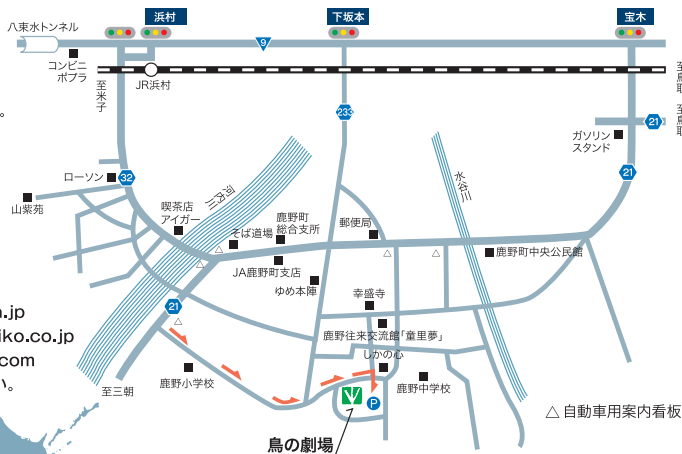 浜村
下坂本
宝木
八束水トンネル
9
コンビニ
ポプラ
至米子
JR浜村
至鳥取
至鳥取
233
21
ガソリン
スタンド
21
。
ローソン
32
山紫苑
喫茶店
アイガー
河内川
水谷川
そば道場
鹿野町
総合支所
郵便局
JA鹿野町支店
ゆめ本陣
鹿野町中央公民館
21
幸盛寺
鹿野往来交流館「童里夢」
しかの心
n.jp
iko.co.jp
com
い。
鹿野小学校
至三朝
鹿野中学校
P
△自動車用案内看板
鳥の劇場